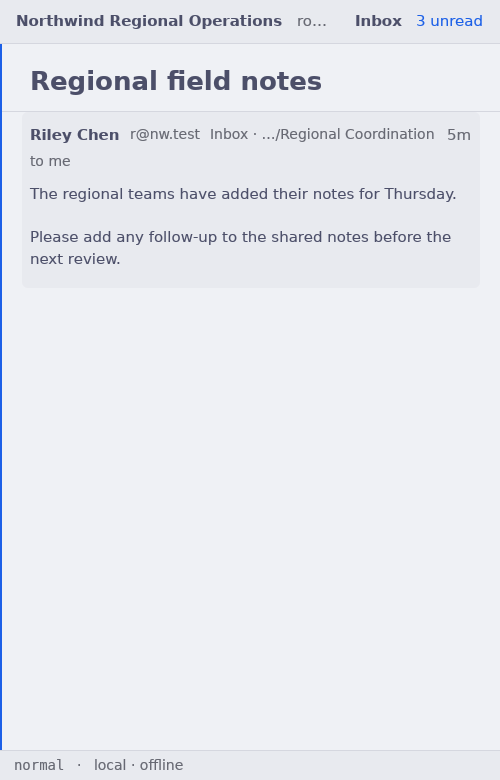 Northwind Regional Operations ro… Inbox 3 unread
Regional field notes
Riley Chen r@nw.test Inbox · …/Regional Coordination 5m
to me
The regional teams have added their notes for Thursday.
Please add any follow-up to the shared notes before the
next review.
normal · local · offline